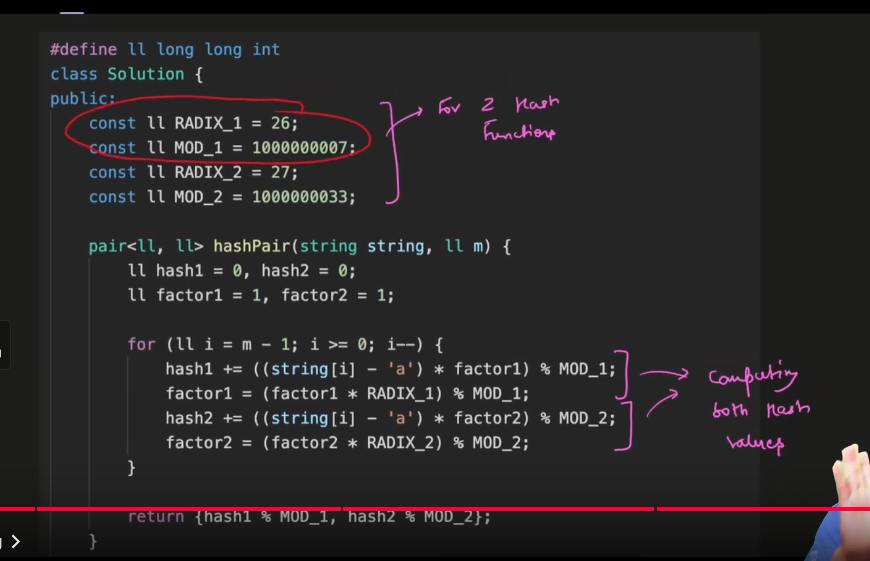 #define ll long long int
class Solution {
public:
const ll RADIX_1 = 26;
const ll MOD_1 = 1000000007;
const ll RADIX_2 = 27;
const ll MOD_2 = 1000000033;
For 2 Hash
Functions
pair<ll, ll> hashPair(string string, ll m) {
ll hash1 = 0, hash2 = 0;
ll factor1 = 1, factor2 = 1;
for (ll i = m - 1; i >= 0; i--) {
hash1 += ((string[i] - 'a') * factor1) % MOD_1;
factor1 = (factor1 * RADIX_1) % MOD_1;
hash2 += ((string[i] - 'a') * factor2) % MOD_2;
factor2 = (factor2 * RADIX_2) % MOD_2;
}
Computing
both Hash
values
return {hash1 % MOD_1, hash2 % MOD_2};
}